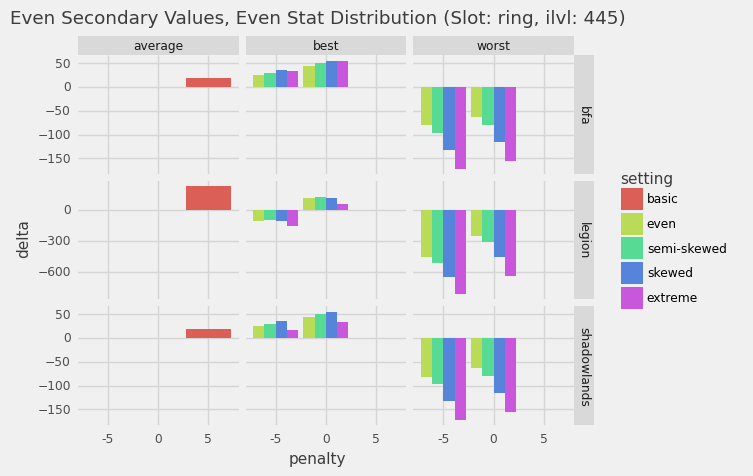 Even Secondary Values, Even Stat Distribution (Slot: ring, ilvl: 445)
average best worst
50
0
−50
−100
−150
bfa
0
−300
−600
legion
50
0
−50
−100
−150
shadowlands
delta
-5 0 5 -5 0 5 -5 0 5
penalty
setting
basic
even
semi-skewed
skewed
extreme